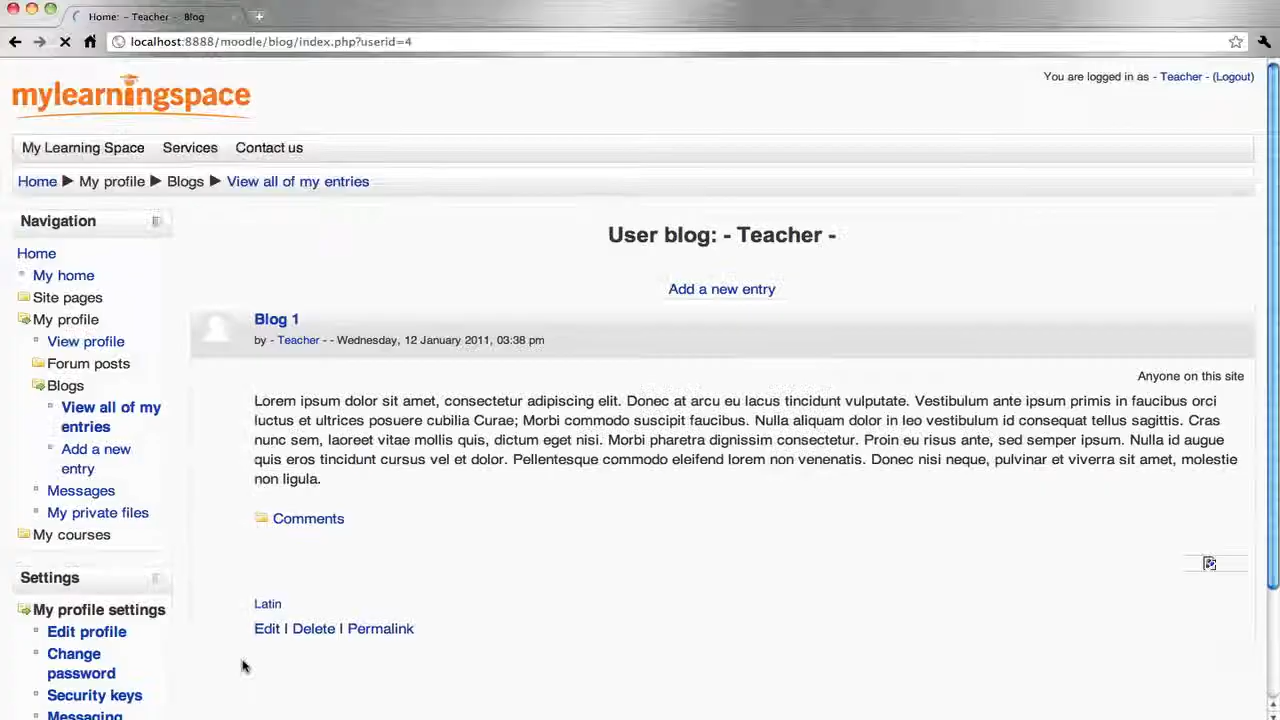 Home: - Teacher - Blog
localhost:8888/moodle/blog/index.php?userid=4
mylearningspace
You are logged in as - Teacher - (Logout)
My Learning Space Services Contact us
Home ▶ My profile ▶ Blogs ▶ View all of my entries
Navigation
Home
My home
Site pages
My profile
View profile
Forum posts
Blogs
View all of my
entries
Add a new
entry
Messages
My private files
My courses
Settings
My profile settings
Edit profile
Change
password
Security keys
Messaging
User blog: - Teacher -
Add a new entry
Blog 1
by - Teacher - - Wednesday, 12 January 2011, 03:38 pm
Anyone on this site
Lorem ipsum dolor sit amet, consectetur adipiscing elit. Donec at arcu eu lacus tincidunt vulputate. Vestibulum ante ipsum primis in faucibus orci
luctus et ultrices posuere cubilia Curae; Morbi commodo suscipit faucibus. Nulla aliquam dolor in leo vestibulum id consequat tellus sagittis. Cras
nunc sem, laoreet vitae mollis quis, dictum eget nisi. Morbi pharetra dignissim consectetur. Proin eu risus ante, sed semper ipsum. Nulla id augue
quis eros tincidunt cursus vel et dolor. Pellentesque commodo eleifend lorem non venenatis. Donec nisi neque, pulvinar et viverra sit amet, molestie
non ligula.
Comments
Latin
Edit | Delete | Permalink